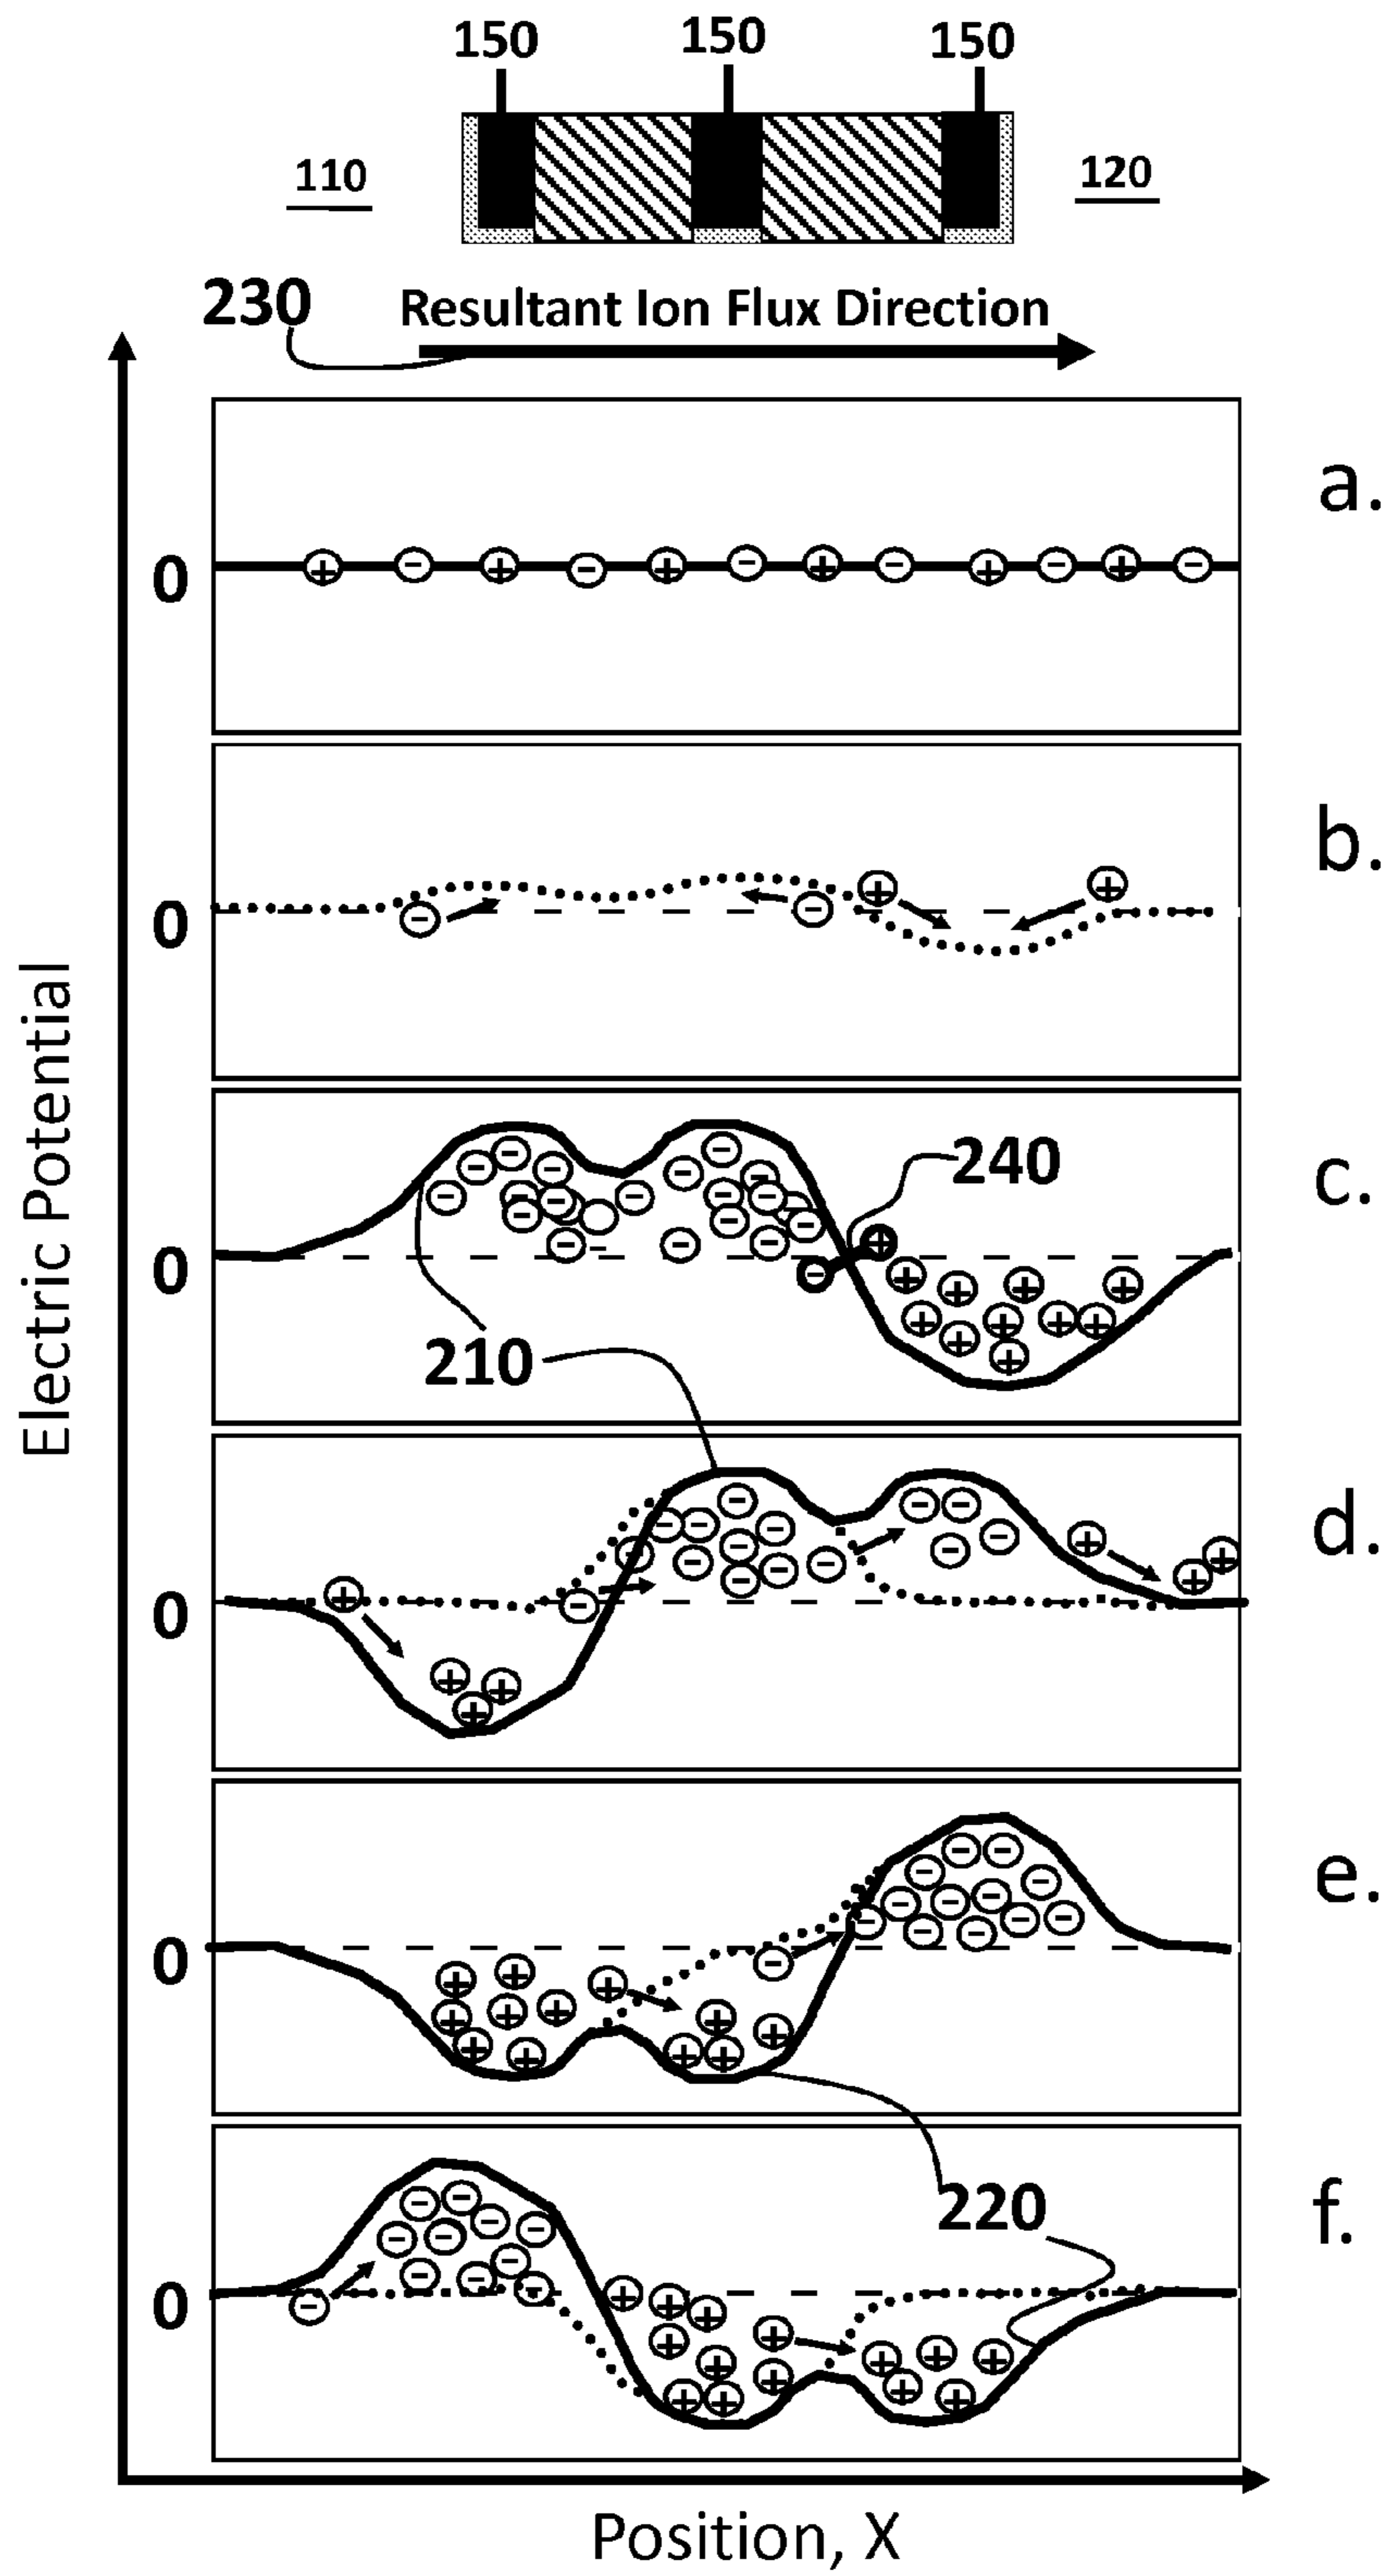 150 150 150
110 120
230 Resultant Ion Flux Direction
a.
0
b.
0
c.
240
0
210
d.
0
e.
0
220
f.
0
Electric Potential
Position, X